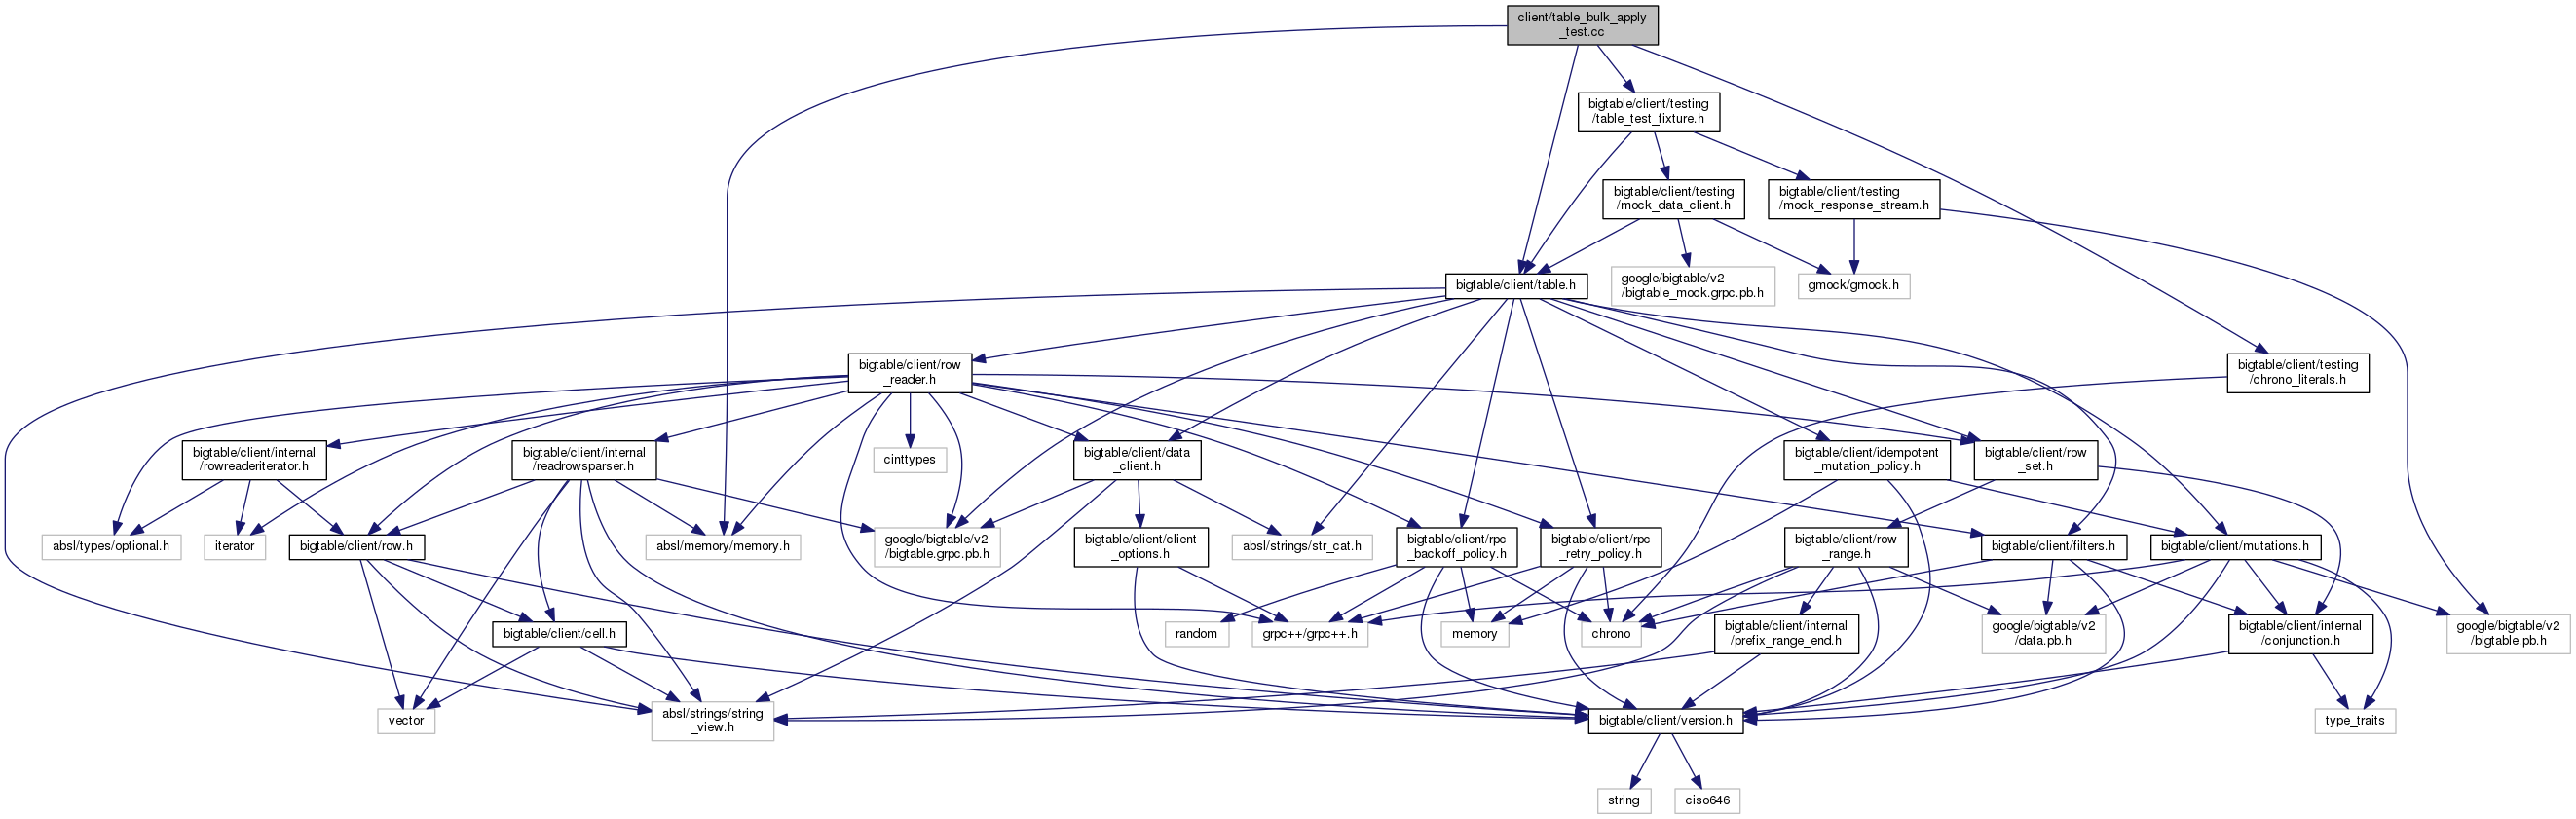 client/table_bulk_apply
_test.cc
bigtable/client/testing
/table_test_fixture.h
bigtable/client/testing
/mock_data_client.h
bigtable/client/testing
/mock_response_stream.h
bigtable/client/table.h
google/bigtable/v2
/bigtable_mock.grpc.pb.h
gmock/gmock.h
bigtable/client/row
_reader.h
bigtable/client/testing
/chrono_literals.h
bigtable/client/internal
/rowreaderiterator.h
bigtable/client/internal
/readrowsparser.h
cinttypes
bigtable/client/data
_client.h
bigtable/client/idempotent
_mutation_policy.h
bigtable/client/row
_set.h
absl/types/optional.h
iterator
bigtable/client/row.h
absl/memory/memory.h
google/bigtable/v2
/bigtable.grpc.pb.h
bigtable/client/client
_options.h
absl/strings/str_cat.h
bigtable/client/rpc
_backoff_policy.h
bigtable/client/rpc
_retry_policy.h
bigtable/client/row
_range.h
bigtable/client/filters.h
bigtable/client/mutations.h
bigtable/client/cell.h
random
grpc++/grpc++.h
memory
chrono
bigtable/client/internal
/prefix_range_end.h
google/bigtable/v2
/data.pb.h
bigtable/client/internal
/conjunction.h
google/bigtable/v2
/bigtable.pb.h
vector
absl/strings/string
_view.h
bigtable/client/version.h
type_traits
string
ciso646